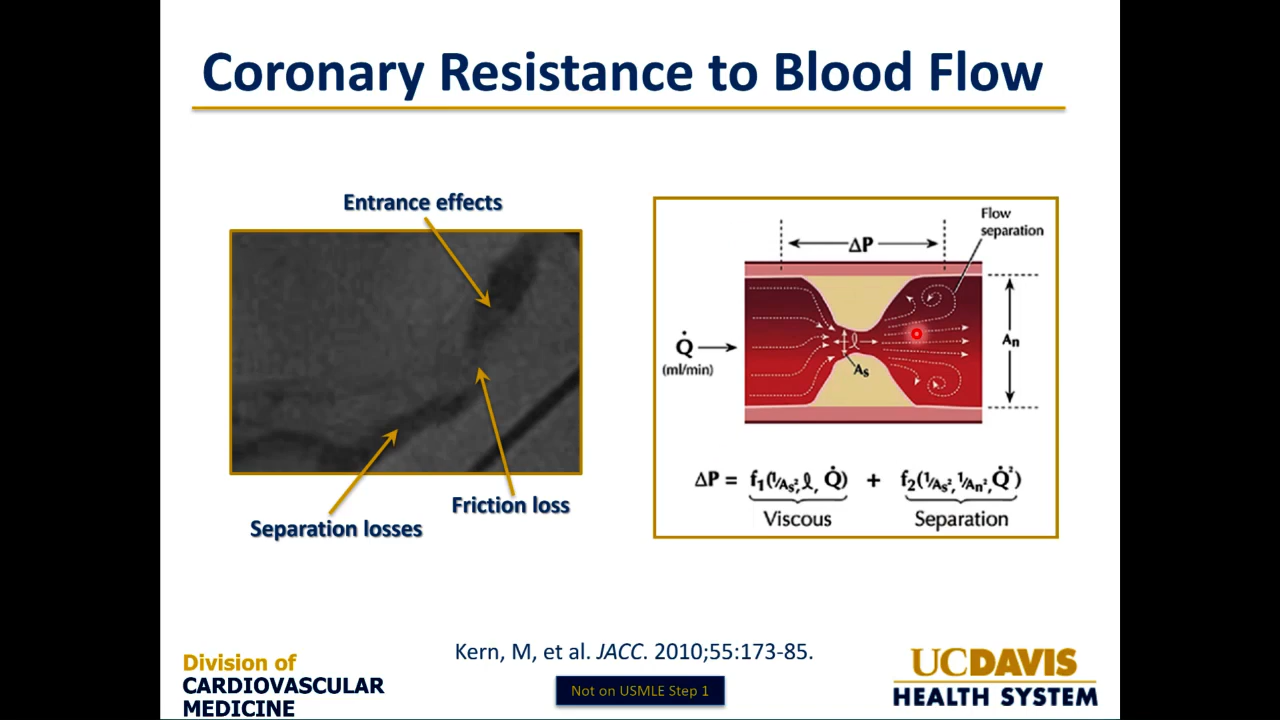 Coronary Resistance to Blood Flow
Entrance effects
Separation losses
Friction loss
Flow
separation
ΔP
Q̇
(ml/min)
ℓ
As
An
ΔP = f₁(1/As², ℓ, Q̇) + f₂(1/As², 1/An², Q̇²)
Viscous Separation
Kern, M, et al. JACC. 2010;55:173-85.
Not on USMLE Step 1
Division of
CARDIOVASCULAR
MEDICINE
UCDAVIS
HEALTH SYSTEM